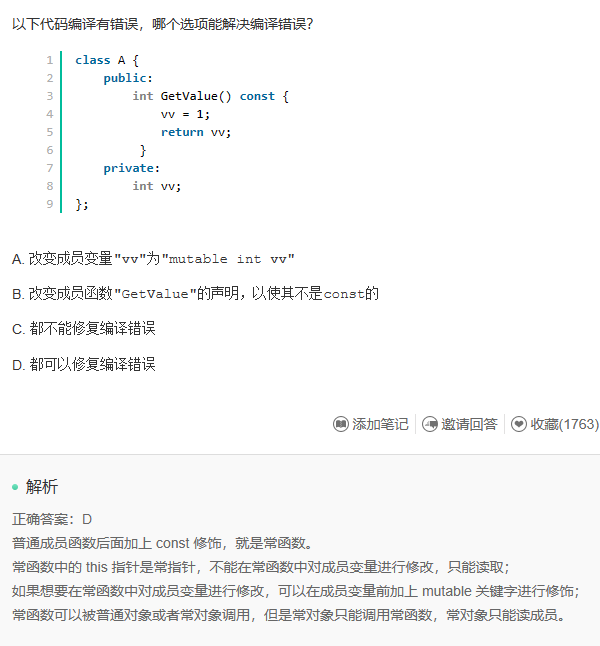 以下代码编译有错误，哪个选项能解决编译错误？
1 class A {
2 public:
3 int GetValue() const {
4 vv = 1;
5 return vv;
6 }
7 private:
8 int vv;
9 };
A. 改变成员变量"vv"为"mutable int vv"
B. 改变成员函数"GetValue"的声明，以使其不是const的
C. 都不能修复编译错误
D. 都可以修复编译错误
添加笔记 邀请回答 收藏(1763)
解析
正确答案：D
普通成员函数后面加上 const 修饰，就是常函数。
常函数中的 this 指针是常指针，不能在常函数中对成员变量进行修改，只能读取；
如果想要在常函数中对成员变量进行修改，可以在成员变量前加上 mutable 关键字进行修饰；
常函数可以被普通对象或者常对象调用，但是常对象只能调用常函数，常对象只能读成员。